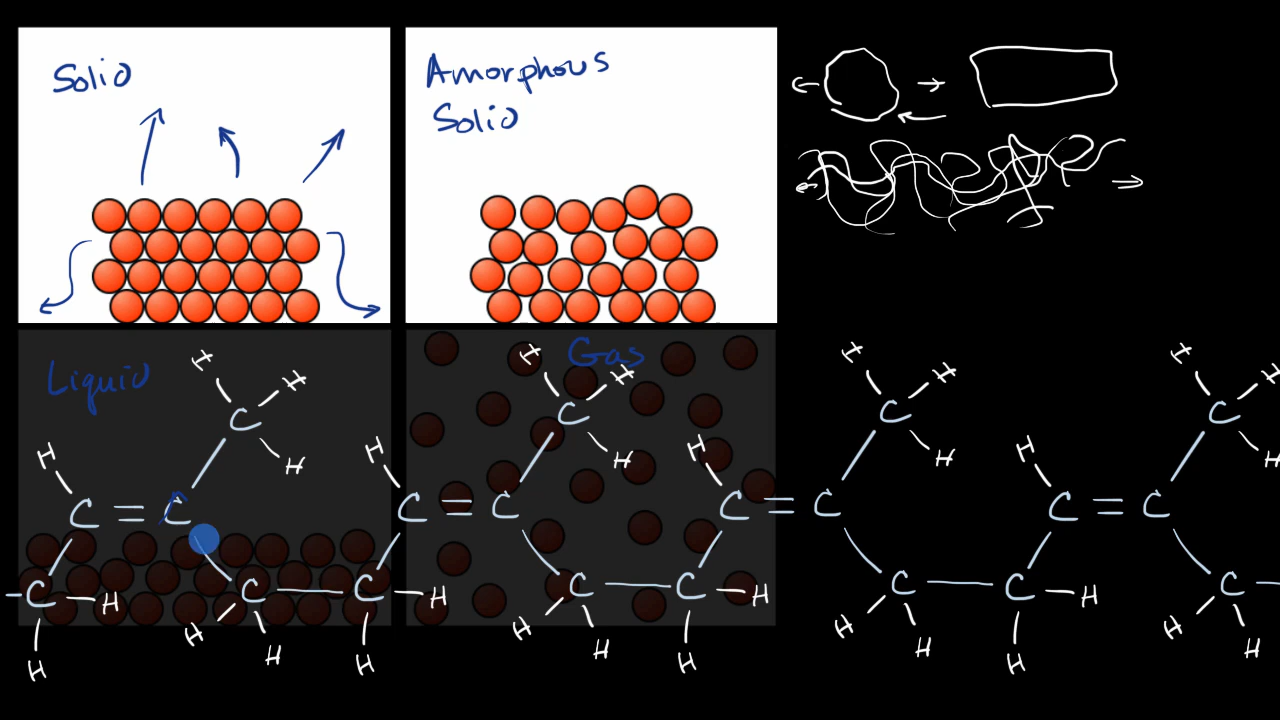 Solid
Amorphous
Solid
Liquid
Gas
H H H H H H H H
C H C H C H C H
H H H H
C = C C = C C = C C = C
C H C C H C C H C C H C
H H H H H H H
H H H H H H H